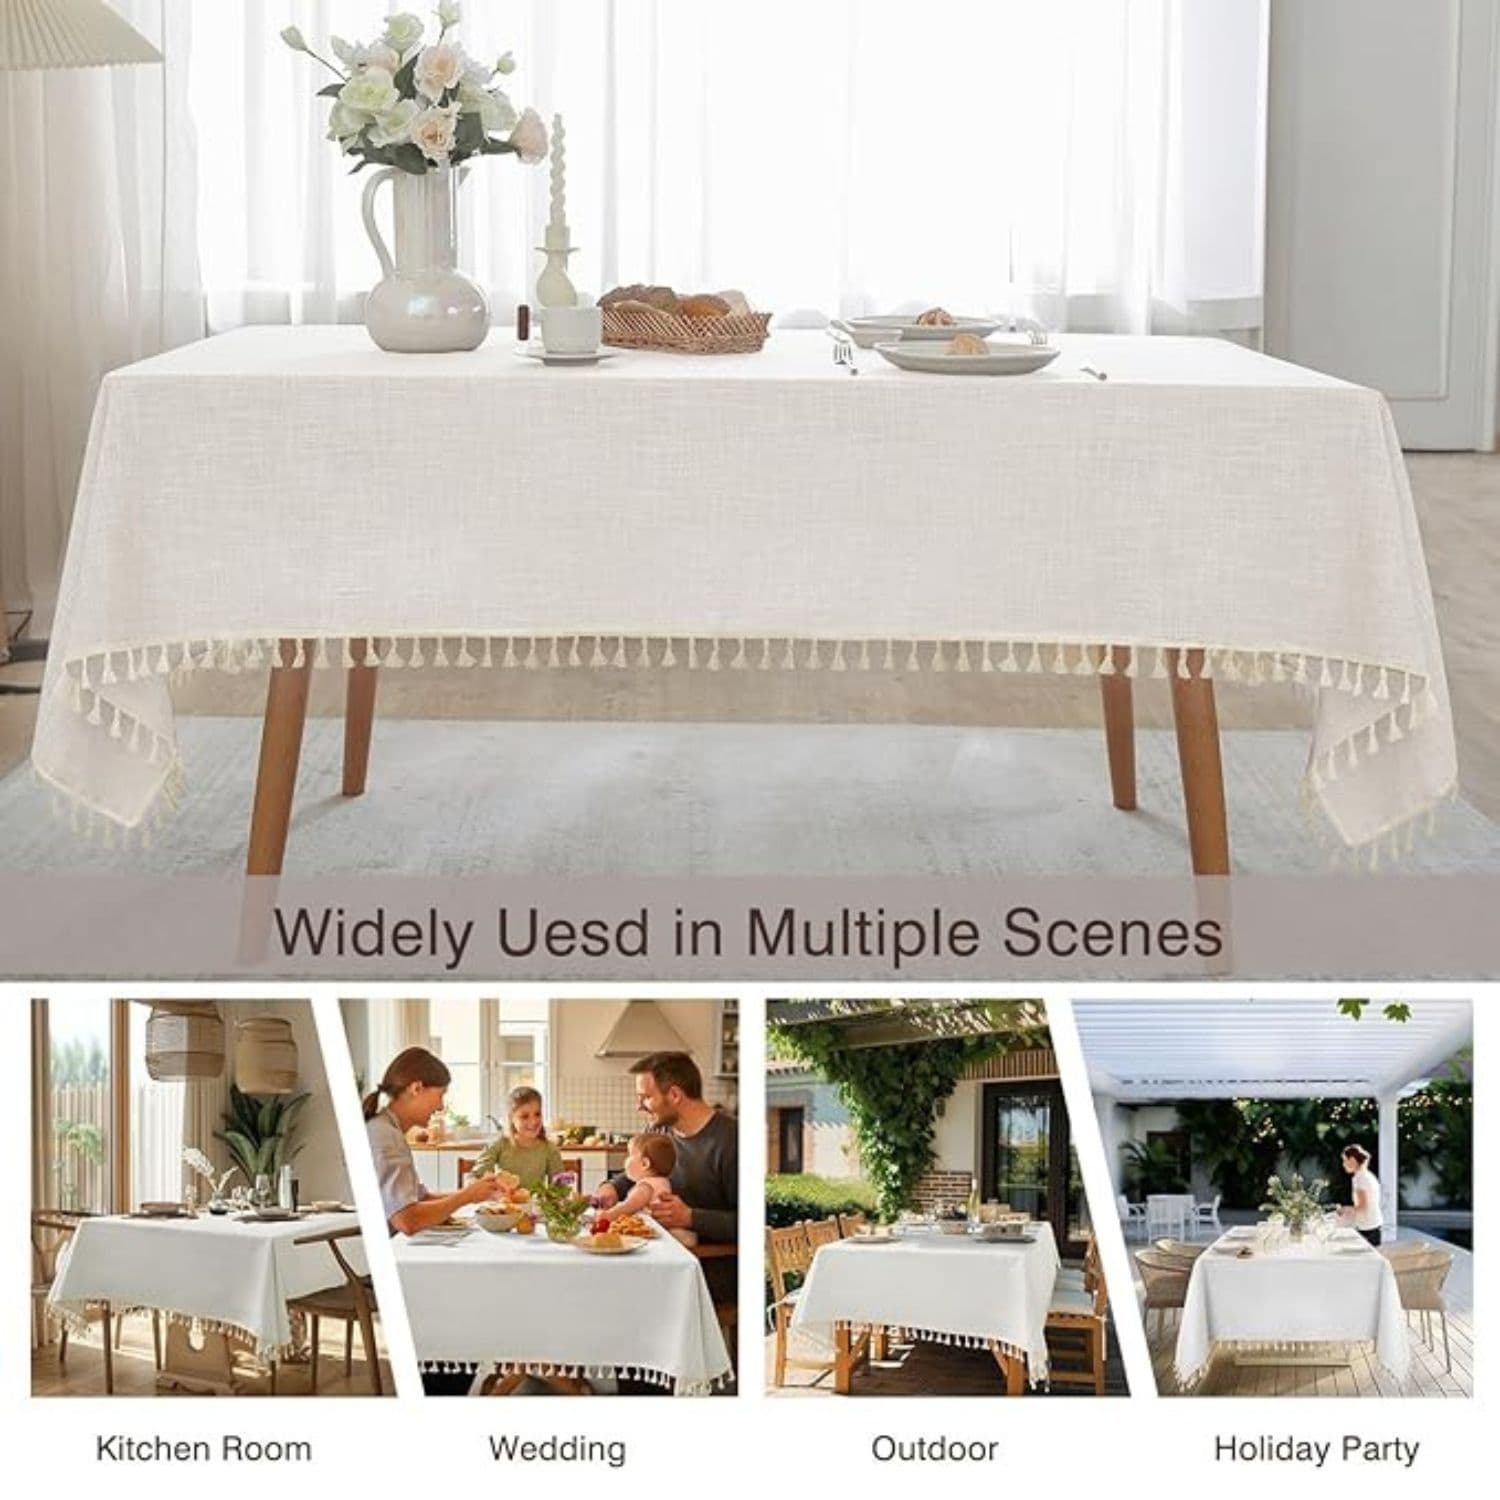 Widely Uesd in Multiple Scenes
Kitchen Room
Wedding
Outdoor
Holiday Party